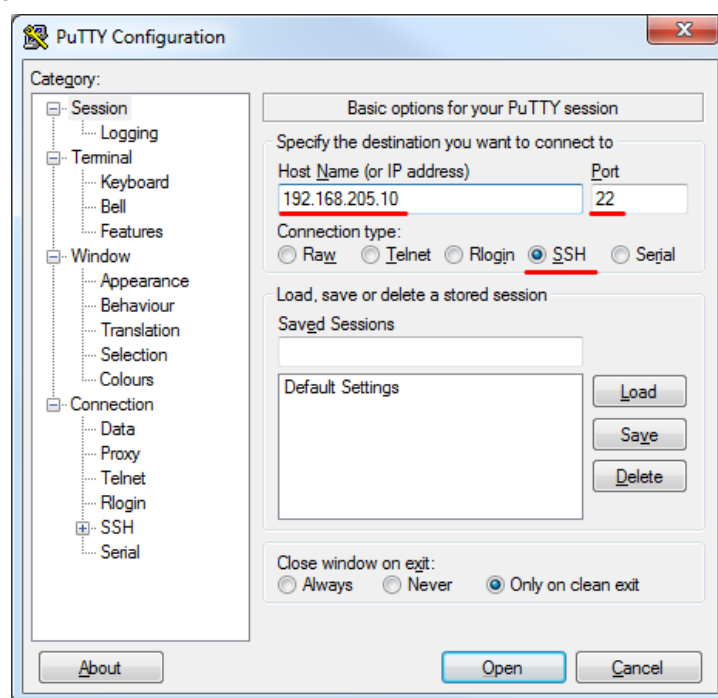 PuTTY Configuration
Category:
Session
Logging
Terminal
Keyboard
Bell
Features
Window
Appearance
Behaviour
Translation
Selection
Colours
Connection
Data
Proxy
Telnet
Rlogin
SSH
Serial
Basic options for your PuTTY session
Specify the destination you want to connect to
Host Name (or IP address) Port
192.168.205.10 22
Connection type:
Raw Telnet Rlogin SSH Serial
Load, save or delete a stored session
Saved Sessions
Default Settings
Load
Save
Delete
Close window on exit:
Always Never Only on clean exit
About Open Cancel